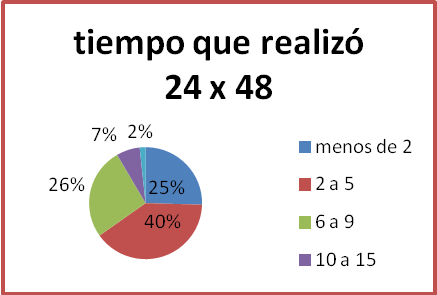 tiempo que realizó
24 x 48
7%
2%
26%
25%
40%
menos de 2
2 a 5
6 a 9
10 a 15